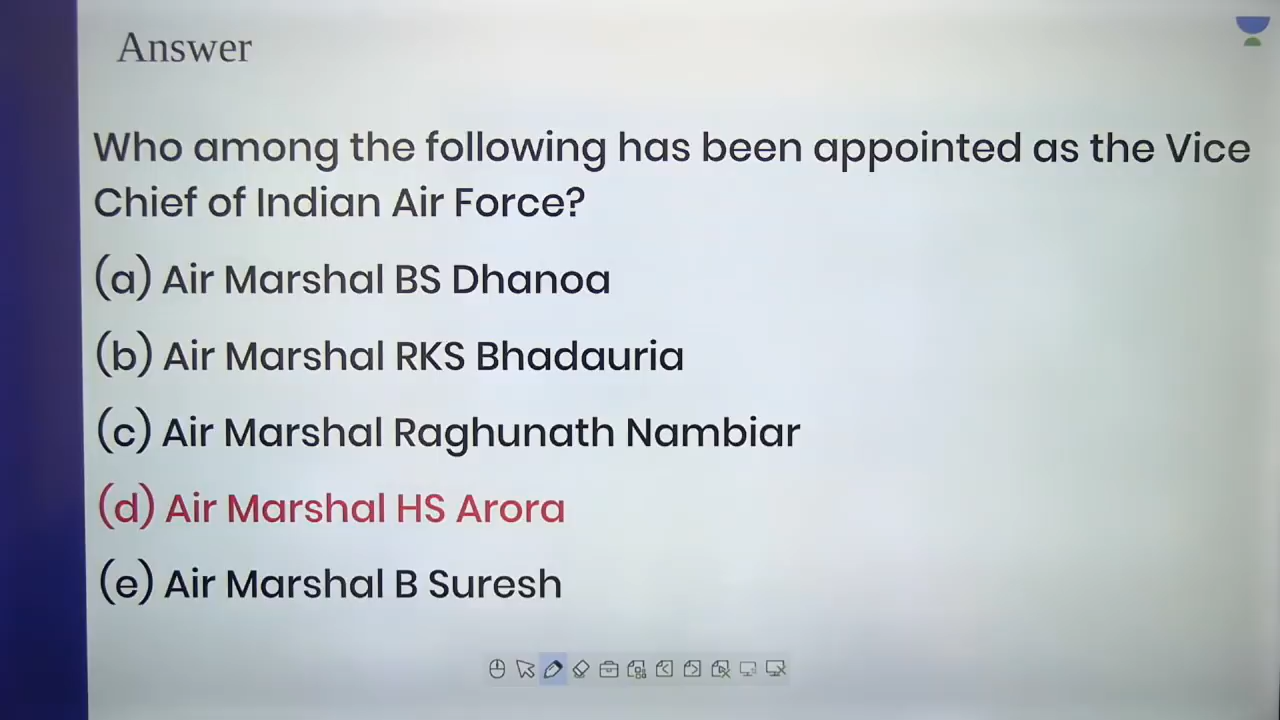 Answer
Who among the following has been appointed as the Vice
Chief of Indian Air Force?
(a) Air Marshal BS Dhanoa
(b) Air Marshal RKS Bhadauria
(c) Air Marshal Raghunath Nambiar
(d) Air Marshal HS Arora
(e) Air Marshal B Suresh